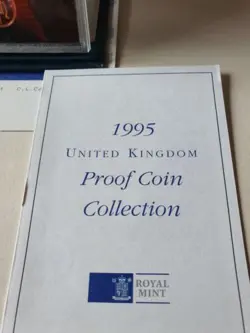 1995
UNITED KINGDOM
Proof Coin
Collection
ROYAL
MINT